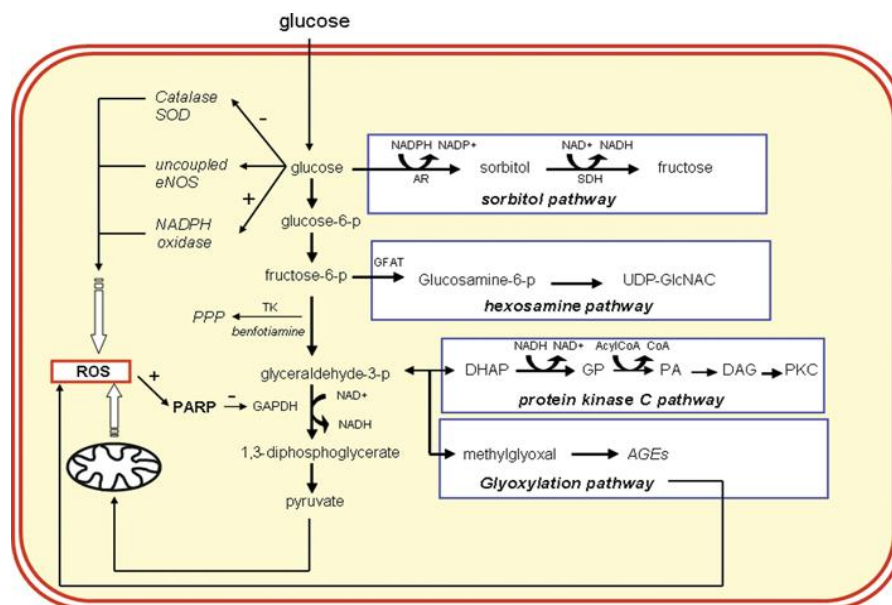 glucose
Catalase
SOD
-
uncoupled
eNOS
+
NADPH
oxidase
glucose
NADPH NADP+
AR
sorbitol
NAD+ NADH
SDH
fructose
sorbitol pathway
glucose-6-p
fructose-6-p
GFAT
Glucosamine-6-p
UDP-GlcNAC
hexosamine pathway
PPP
TK
benfotiamine
ROS
+
PARP
-
GAPDH
glyceraldehyde-3-p
NAD+
NADH
DHAP
NADH NAD+
GP
AcylCoA CoA
PA
DAG
PKC
protein kinase C pathway
1,3-diphosphoglycerate
methylglyoxal
AGEs
Glyoxylation pathway
pyruvate